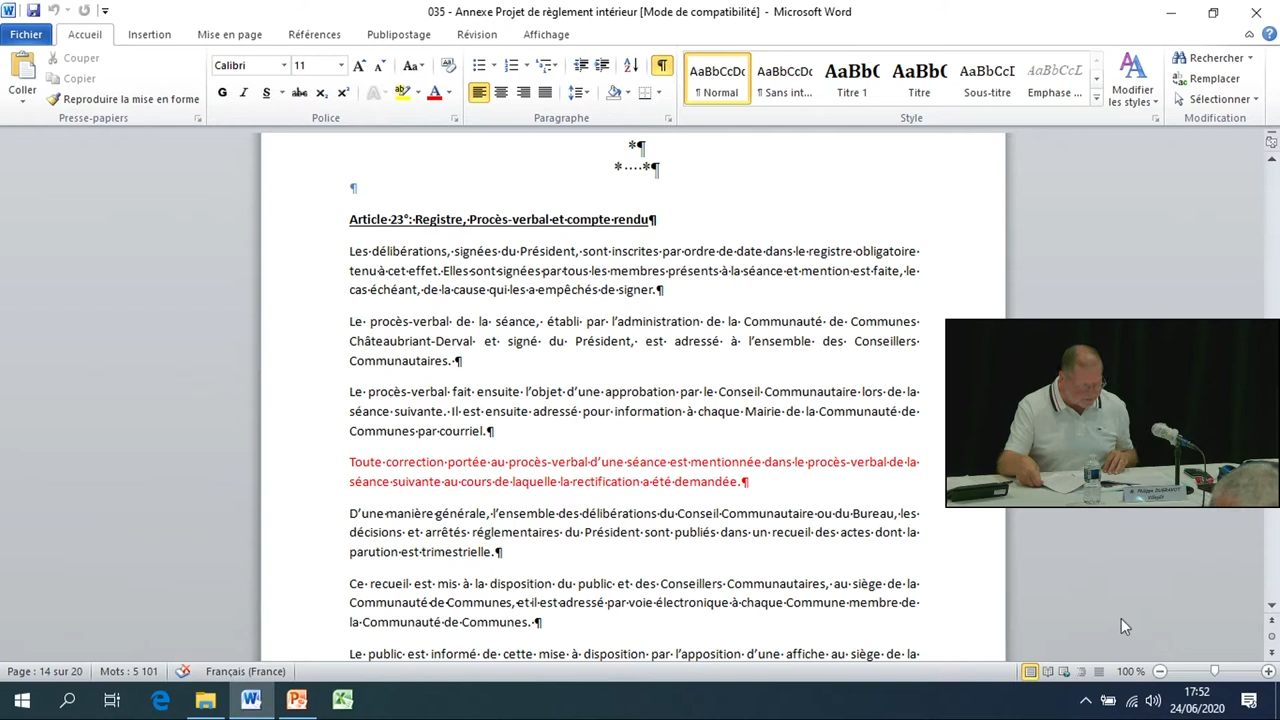 035 - Annexe Projet de règlement intérieur [Mode de compatibilité] - Microsoft Word
Fichier Accueil Insertion Mise en page Références Publipostage Révision Affichage
Coller
Couper
Copier
Reproduire la mise en forme
Presse-papiers
Calibri 11
G I S abc x₂ x²
Police
Paragraphe
AaBbCcDc AaBbCcDc AaBbC AaBbC AaBbCcD AaBbCcL
¶ Normal ¶ Sans int... Titre 1 Titre Sous-titre Emphase ...
Style
Modifier les styles
Rechercher
Remplacer
Sélectionner
Modification
*¶
*····*¶
¶
Article·23°:·Registre,·Procès-verbal·et·compte·rendu¶
Les·délibérations,·signées·du·Président,·sont·inscrites·par·ordre·de·date·dans·le·registre·obligatoire·
tenu·à·cet·effet.·Elles·sont·signées·par·tous·les·membres·présents·à·la·séance·et·mention·est·faite,·le·
cas·échéant,·de·la·cause·qui·les·a·empêchés·de·signer.¶
Le·procès-verbal·de·la·séance,·établi·par·l’administration·de·la·Communauté·de·Communes·
Châteaubriant-Derval·et·signé·du·Président,·est·adressé·à·l’ensemble·des·Conseillers·
Communautaires.·¶
Le·procès-verbal·fait·ensuite·l’objet·d’une·approbation·par·le·Conseil·Communautaire·lors·de·la·
séance·suivante.·Il·est·ensuite·adressé·pour·information·à·chaque·Mairie·de·la·Communauté·de·
Communes·par·courriel.¶
Toute·correction·portée·au·procès-verbal·d’une·séance·est·mentionnée·dans·le·procès-verbal·de·la·
séance·suivante·au·cours·de·laquelle·la·rectification·a·été·demandée.¶
D’une·manière·générale,·l’ensemble·des·délibérations·du·Conseil·Communautaire·ou·du·Bureau,·les·
décisions·et·arrêtés·réglementaires·du·Président·sont·publiés·dans·un·recueil·des·actes·dont·la·
parution·est·trimestrielle.¶
Ce·recueil·est·mis·à·la·disposition·du·public·et·des·Conseillers·Communautaires,·au·siège·de·la·
Communauté·de·Communes,·et·il·est·adressé·par·voie·électronique·à·chaque·Commune·membre·de·
la·Communauté·de·Communes.·¶
Le·public·est·informé·de·cette·mise·à·disposition·par·l’apposition·d’une·affiche·au·siège·de·la·
Page : 14 sur 20 Mots : 5 101 Français (France) 100 %
17:52
24/06/2020